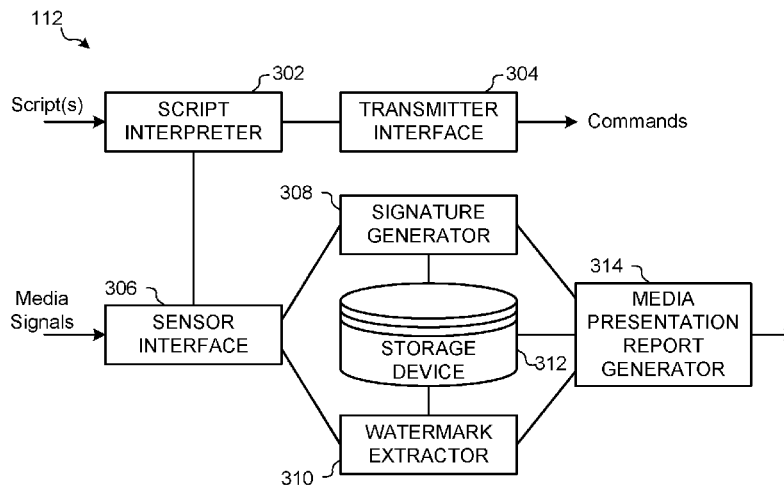 112
302
304
Script(s)
SCRIPT
INTERPRETER
TRANSMITTER
INTERFACE
Commands
308
SIGNATURE
GENERATOR
306
314
Media
Signals
SENSOR
INTERFACE
STORAGE
DEVICE
312
MEDIA
PRESENTATION
REPORT
GENERATOR
WATERMARK
EXTRACTOR
310